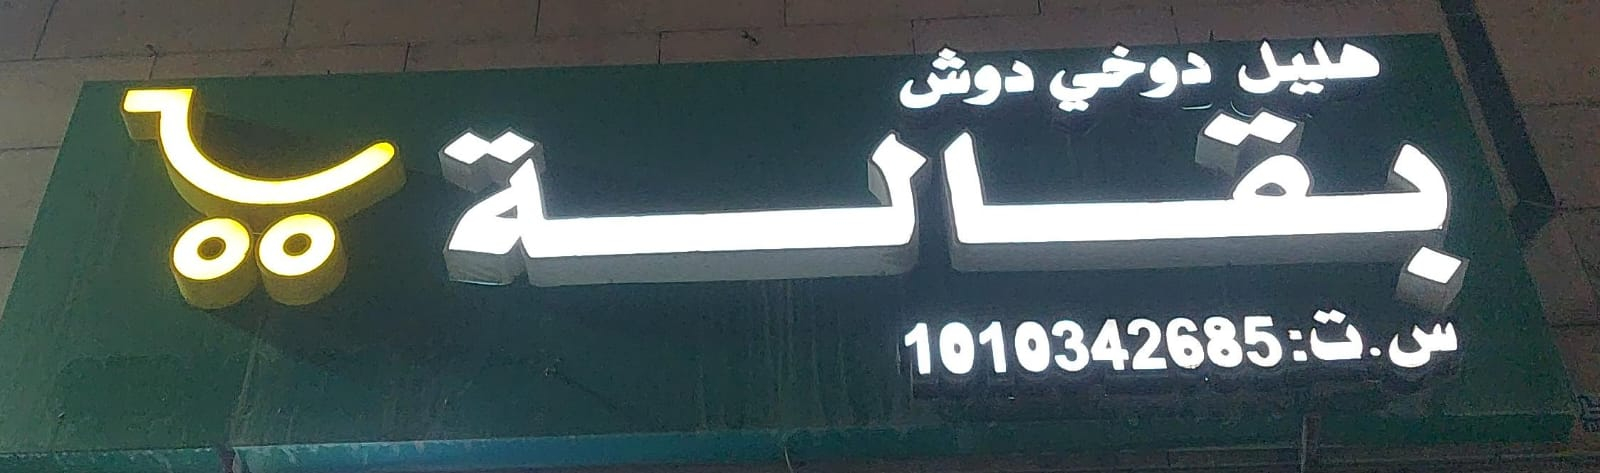 هليل دوخي دوش
بقالة
س.ت:1010342685